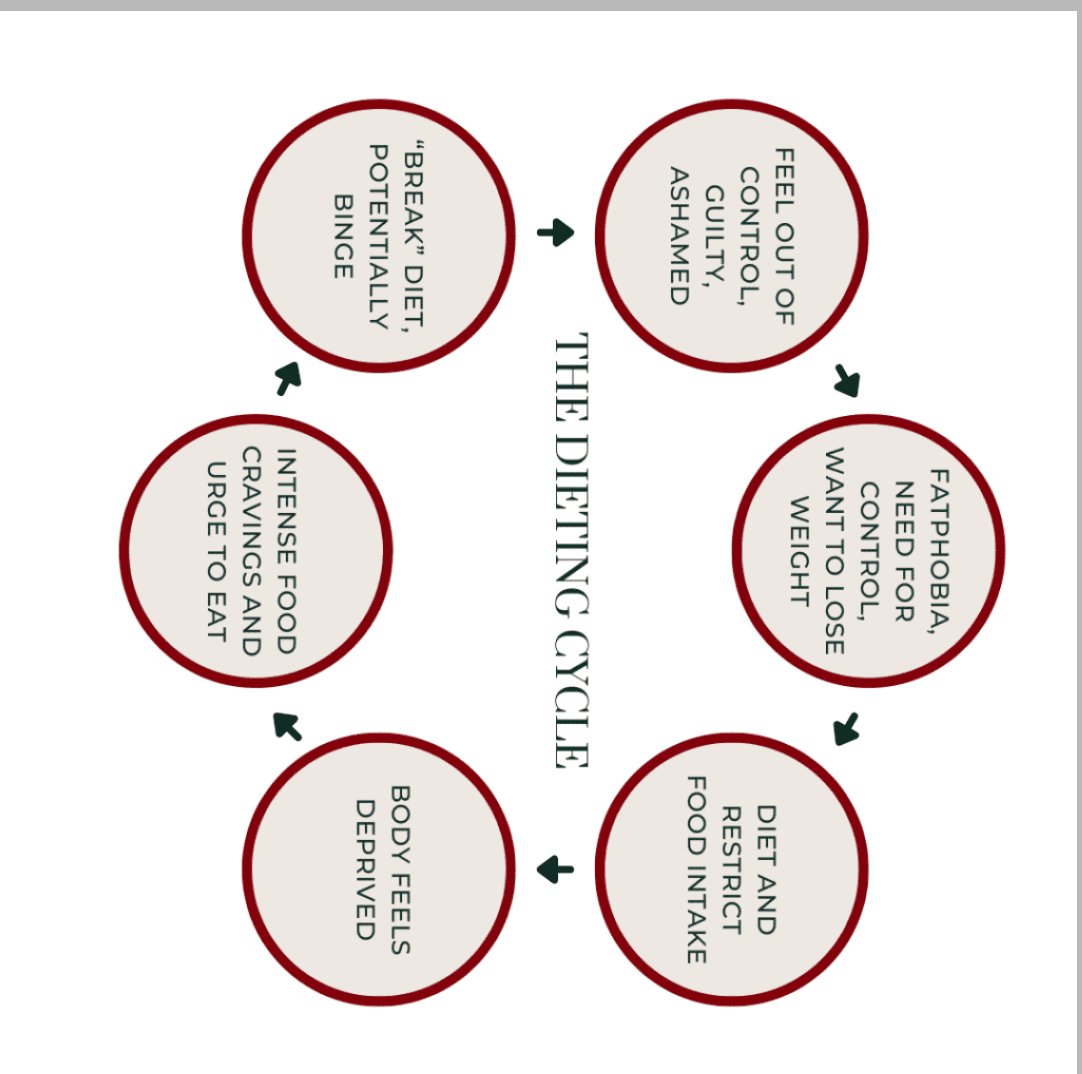 FATPHOBIA,
NEED FOR
CONTROL,
WANT TO LOSE
WEIGHT
DIET AND
RESTRICT
FOOD INTAKE
BODY FEELS
DEPRIVED
INTENSE FOOD
CRAVINGS AND
URGE TO EAT
“BREAK” DIET,
POTENTIALLY
BINGE
FEEL OUT OF
CONTROL,
GUILTY,
ASHAMED
THE DIETING CYCLE